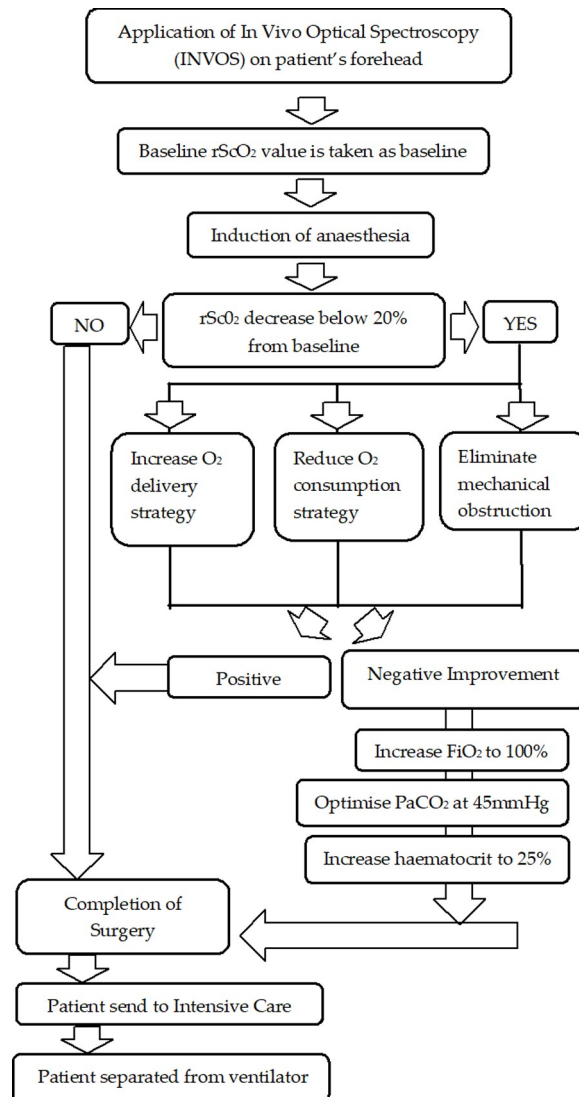 Application of In Vivo Optical Spectroscopy
(INVOS) on patient's forehead
Baseline rScO₂ value is taken as baseline
Induction of anaesthesia
NO
rSc0₂ decrease below 20%
from baseline
YES
Increase O₂
delivery
strategy
Reduce O₂
consumption
strategy
Eliminate
mechanical
obstruction
Positive
Negative Improvement
Increase FiO₂ to 100%
Optimise PaCO₂ at 45mmHg
Increase haematocrit to 25%
Completion of
Surgery
Patient send to Intensive Care
Patient separated from ventilator